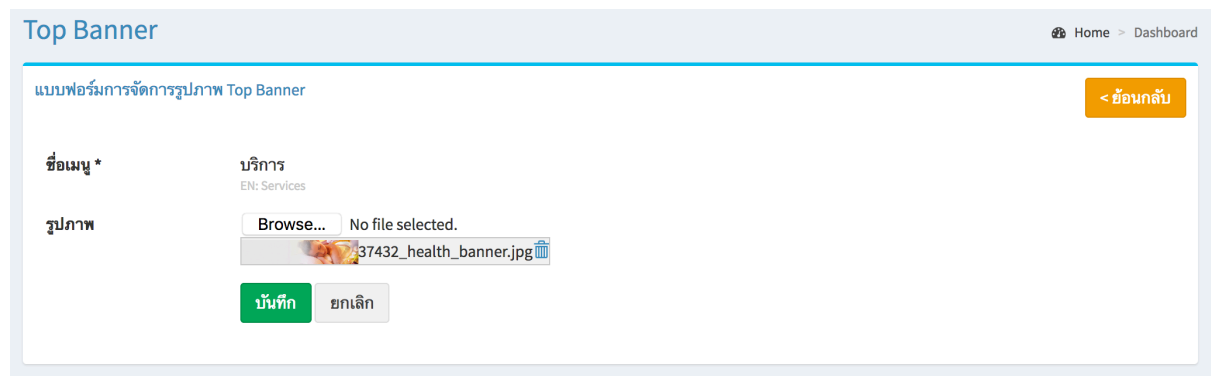 Top Banner
Home > Dashboard
แบบฟอร์มการจัดการรูปภาพ Top Banner
< ย้อนกลับ
ชื่อเมนู * บริการ
EN: Services
รูปภาพ Browse... No file selected.
37432_health_banner.jpg
บันทึก ยกเลิก